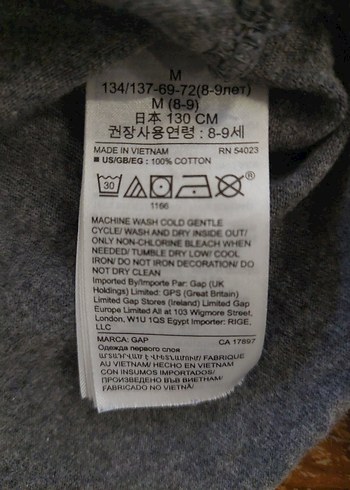 M
134/137-69-72(8-9лет)
M (8-9)
日本 130 CM
권장사용연령 : 8-9 세
MADE IN VIETNAM RN 54023
■ US/GB/EG : 100% COTTON
30 ®
1166
MACHINE WASH COLD GENTLE
CYCLE/ WASH AND DRY INSIDE OUT/
ONLY NON-CHLORINE BLEACH WHEN
NEEDED/ TUMBLE DRY LOW/ COOL
IRON/ DO NOT IRON DECORATION/ DO
NOT DRY CLEAN
Imported By/Importe Par: Gap (UK
Holdings) Limited: GPS (Great Britain)
Limited Gap Stores (Ireland) Limited Gap
Europe Limited All at 103 Wigmore Street,
London, W1U 1QS Egypt Importer: RIGE,
LLC
MARCA: GAP CA 17897
Одежда первого слоя
ԱՐՏԱԴՐՎԱԾ Է ՎԻԵՏՆԱՄՈՒՄ/ FABRIQUÉ
AU VIETNAM/ HECHO EN VIETNAM
CON INSUMOS IMPORTADOS/
ПРОИЗВЕДЕНО ВЪВ ВИЕТНАМ/
FABRICADO NO VIETNÃ/